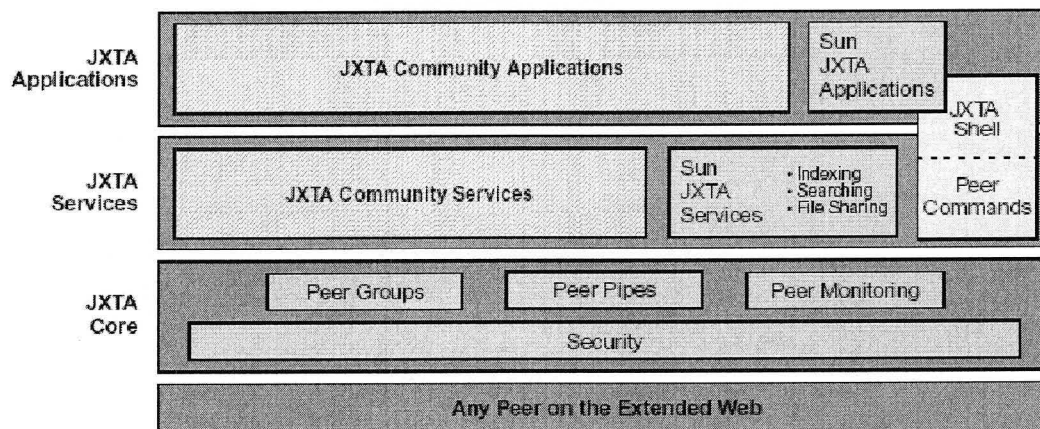 JXTA
Applications
JXTA Community Applications
Sun
JXTA
Applications
JXTA
Shell
Peer
Commands
JXTA
Services
JXTA Community Services
Sun
JXTA
Services
• Indexing
• Searching
• File Sharing
JXTA
Core
Peer Groups
Peer Pipes
Peer Monitoring
Security
Any Peer on the Extended Web